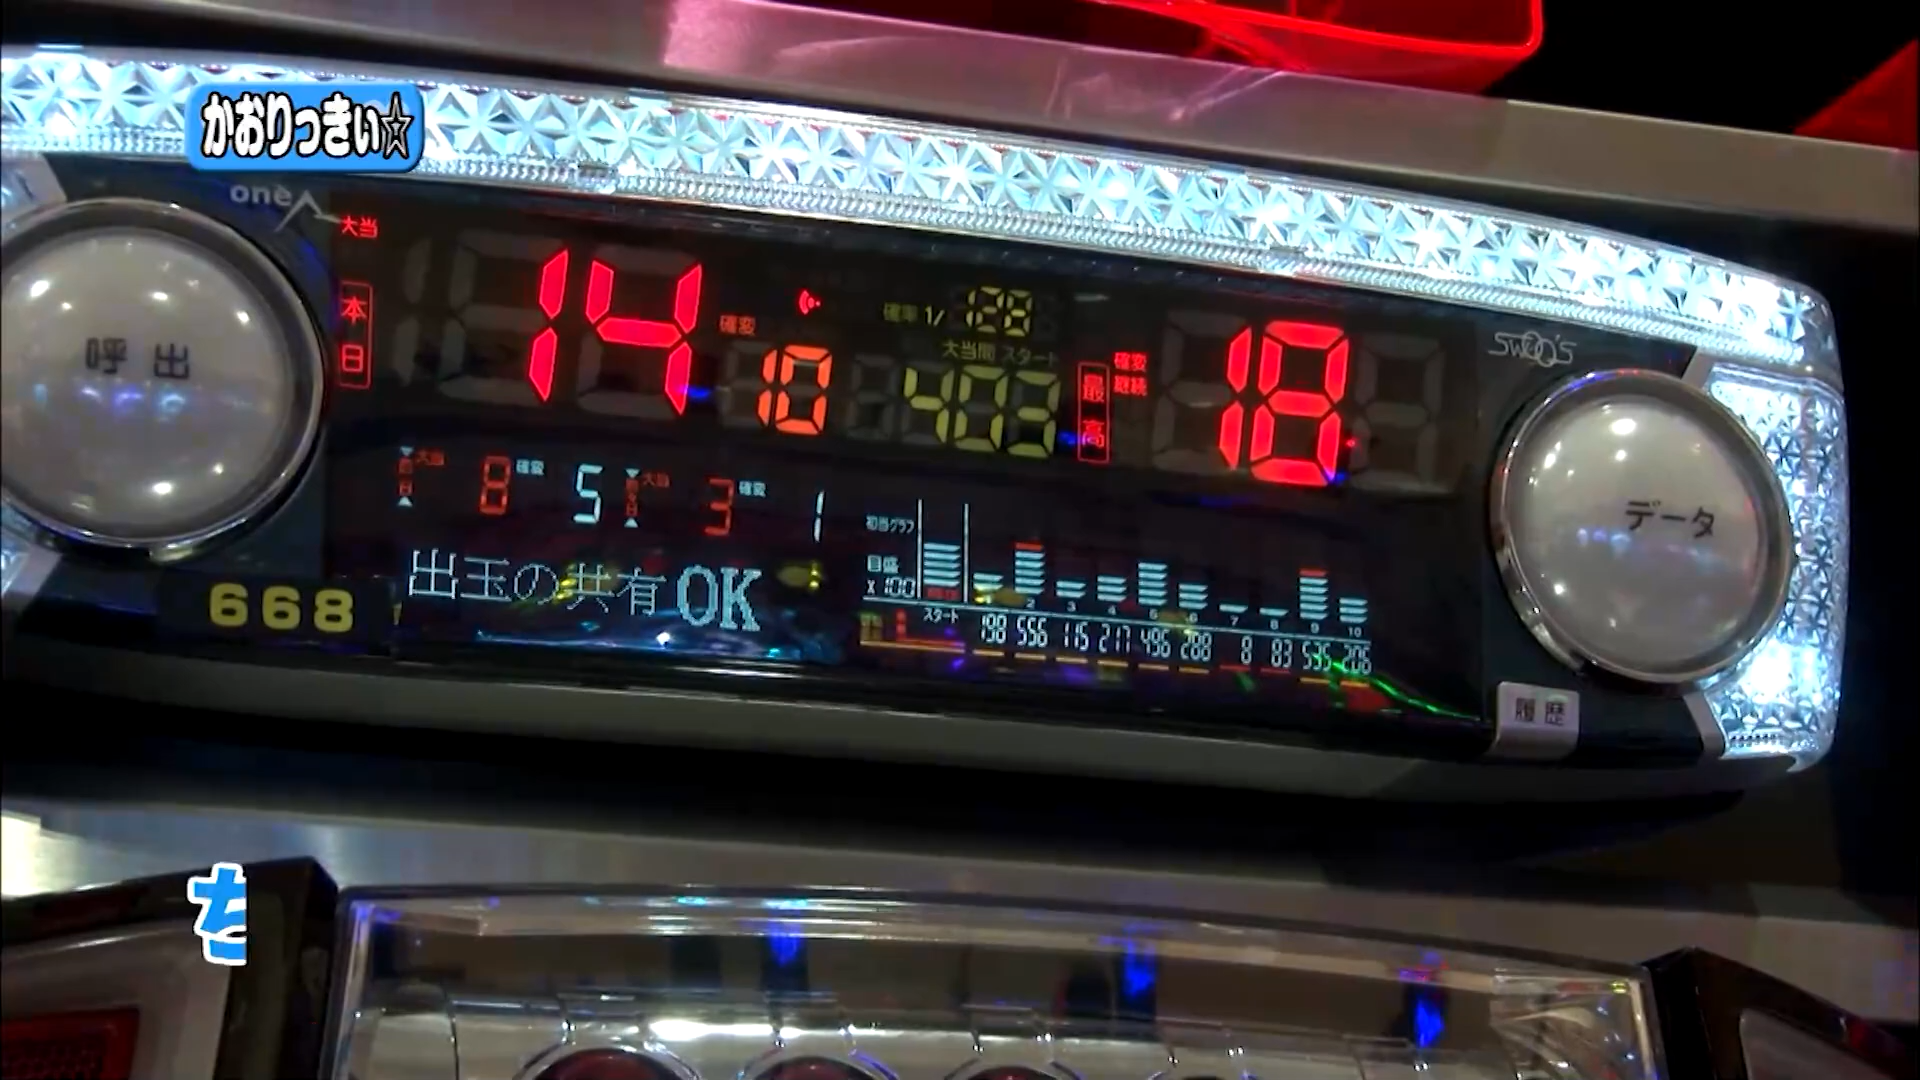 かおりっきぃ☆
one
大当
本日
14
確変
10
確率 1/128
大当間 スタート
403
最高
確変
継続
18
SWOQ'S
呼出
データ
大当 8 確変 5
大当 3 確変 1
出玉の共有OK
668
初当グラフ
目盛
x100
スタート
1 2 3 4 5 6 7 8 9 10
198 556 115 217 496 288 8 83 535 206
履歴